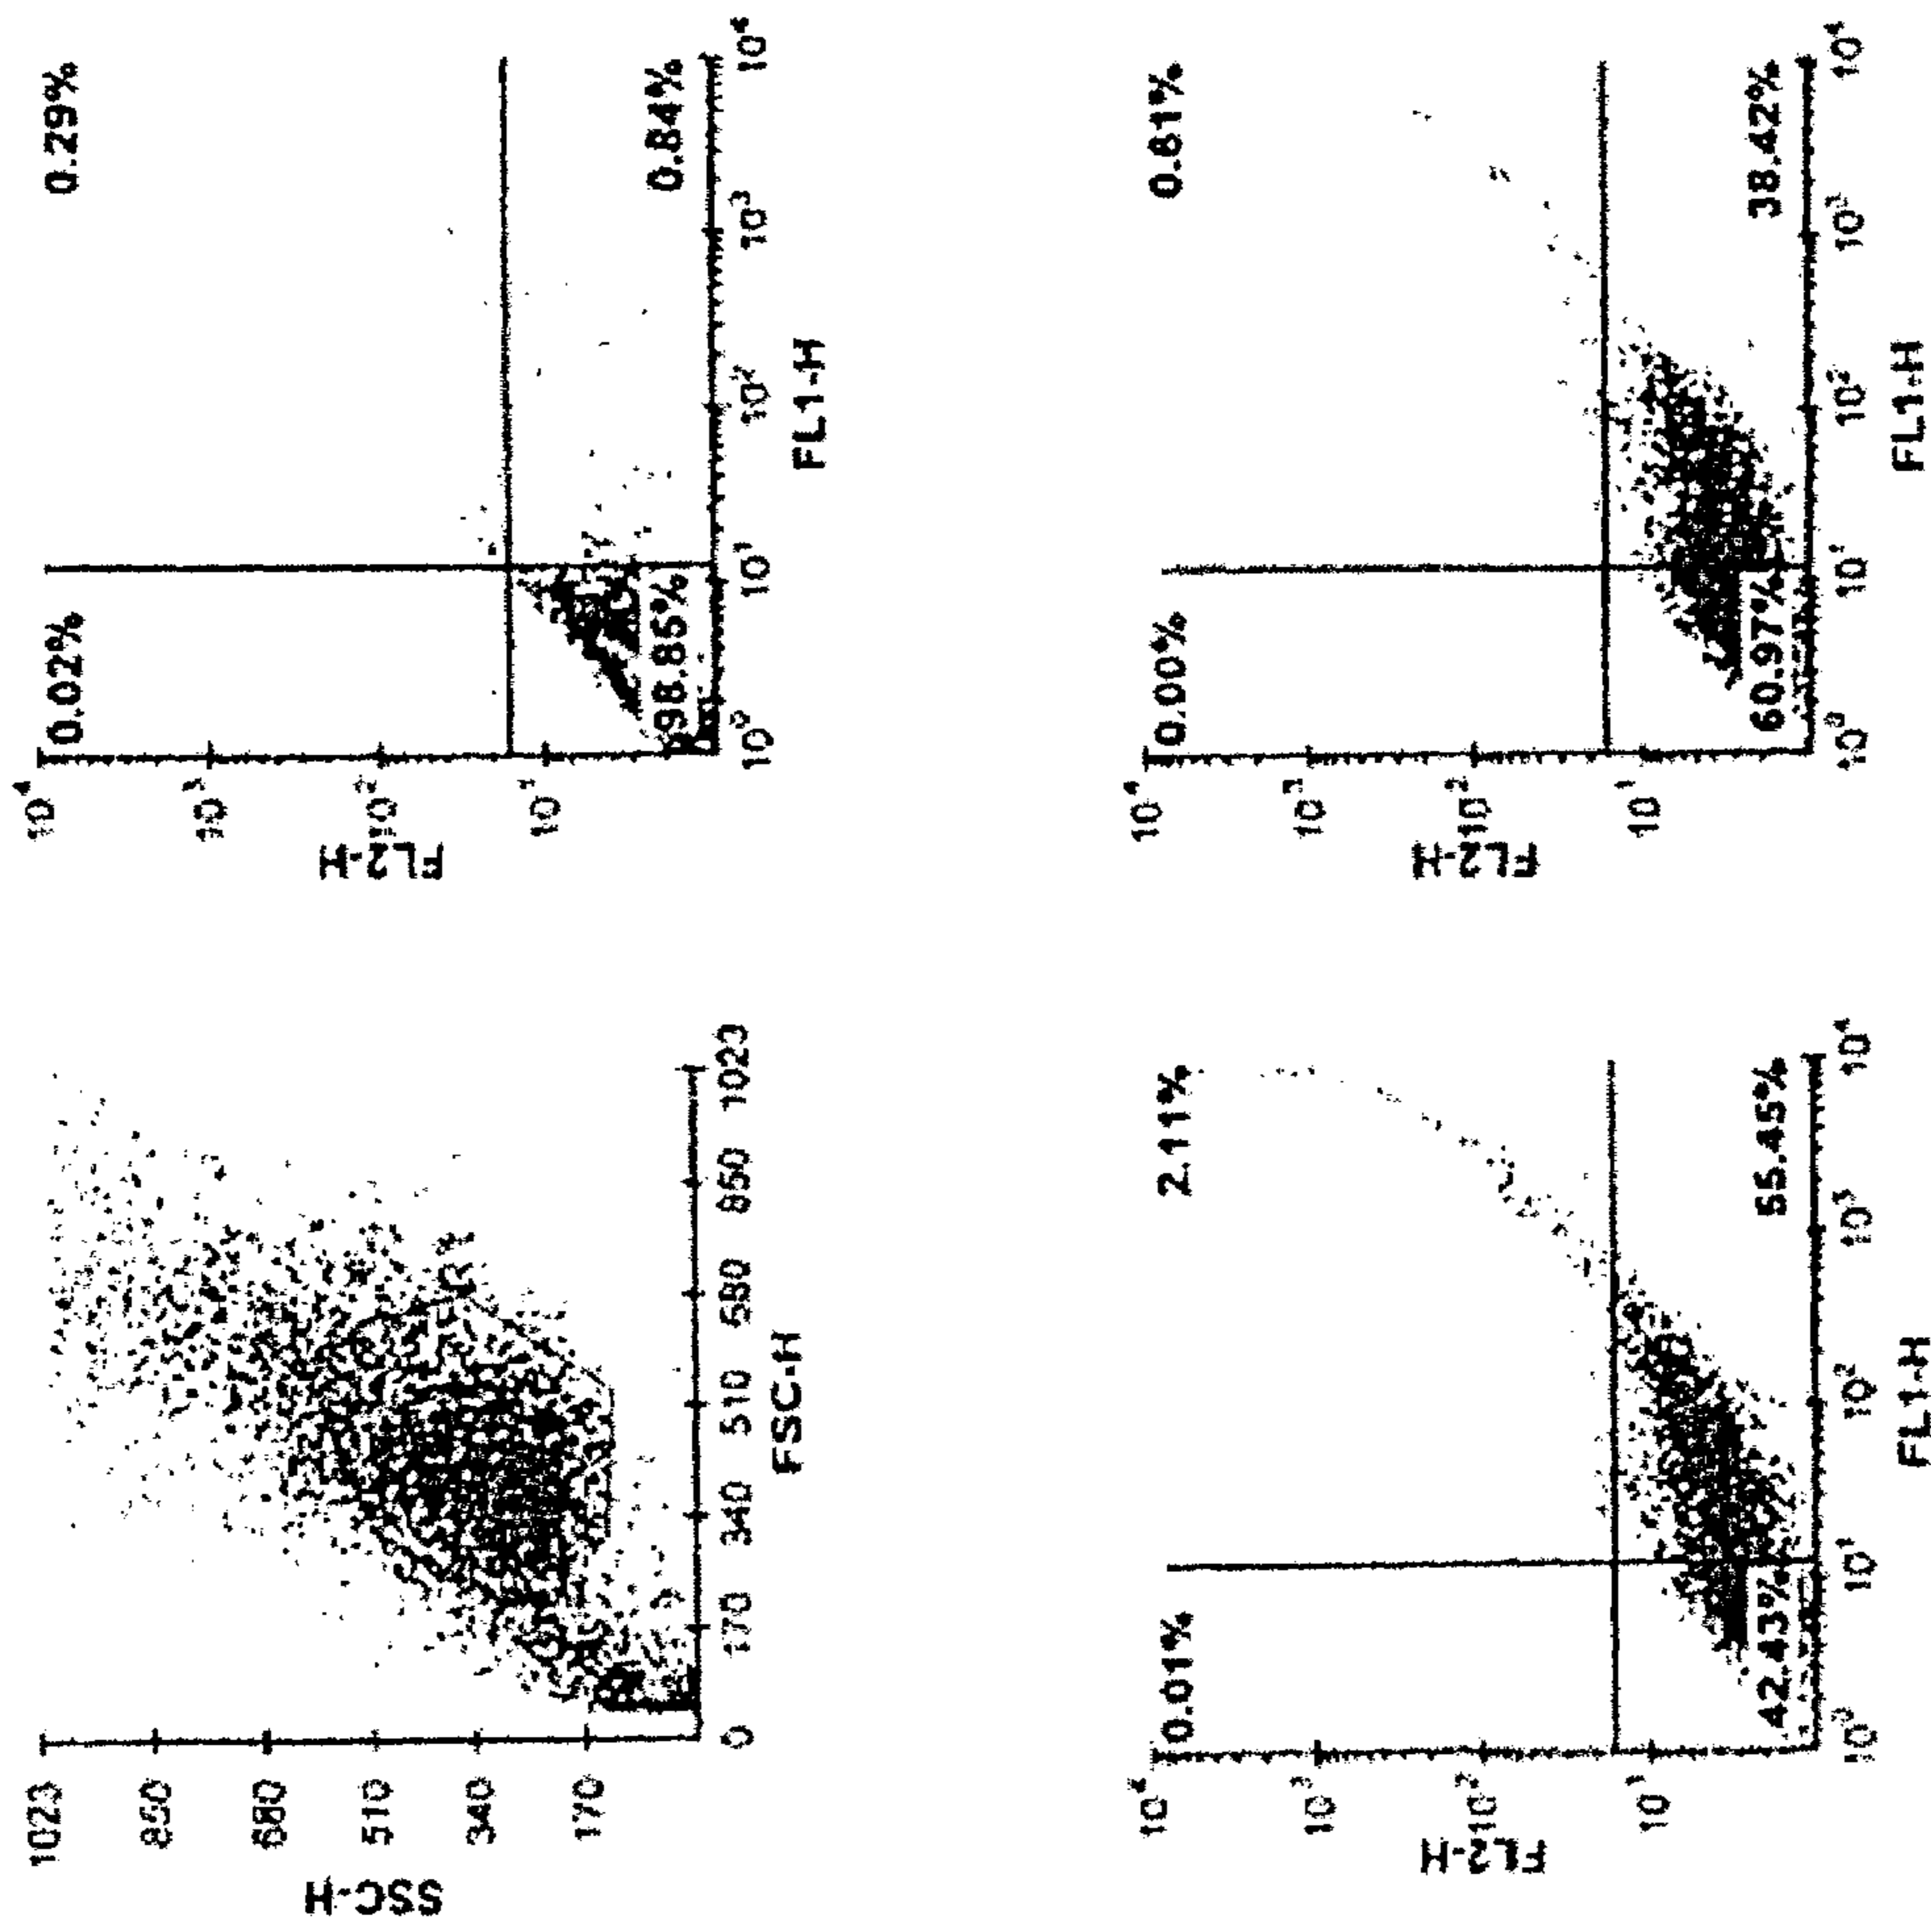 SSC-H
1023
850
680
510
340
170
0 170 340 510 680 850 1023
FSC-H
FL2-H
10⁴
10³
10²
10¹
0.02%
0.29%
98.85%
0.84%
10⁰ 10¹ 10² 10³ 10⁴
FL1-H
FL2-H
10⁴
10³
10²
10¹
0.01%
2.11%
42.43%
55.45%
10⁰ 10¹ 10² 10³ 10⁴
FL1-H
FL2-H
10⁴
10³
10²
10¹
0.00%
0.61%
60.97%
38.42%
10⁰ 10¹ 10² 10³ 10⁴
FL1-H